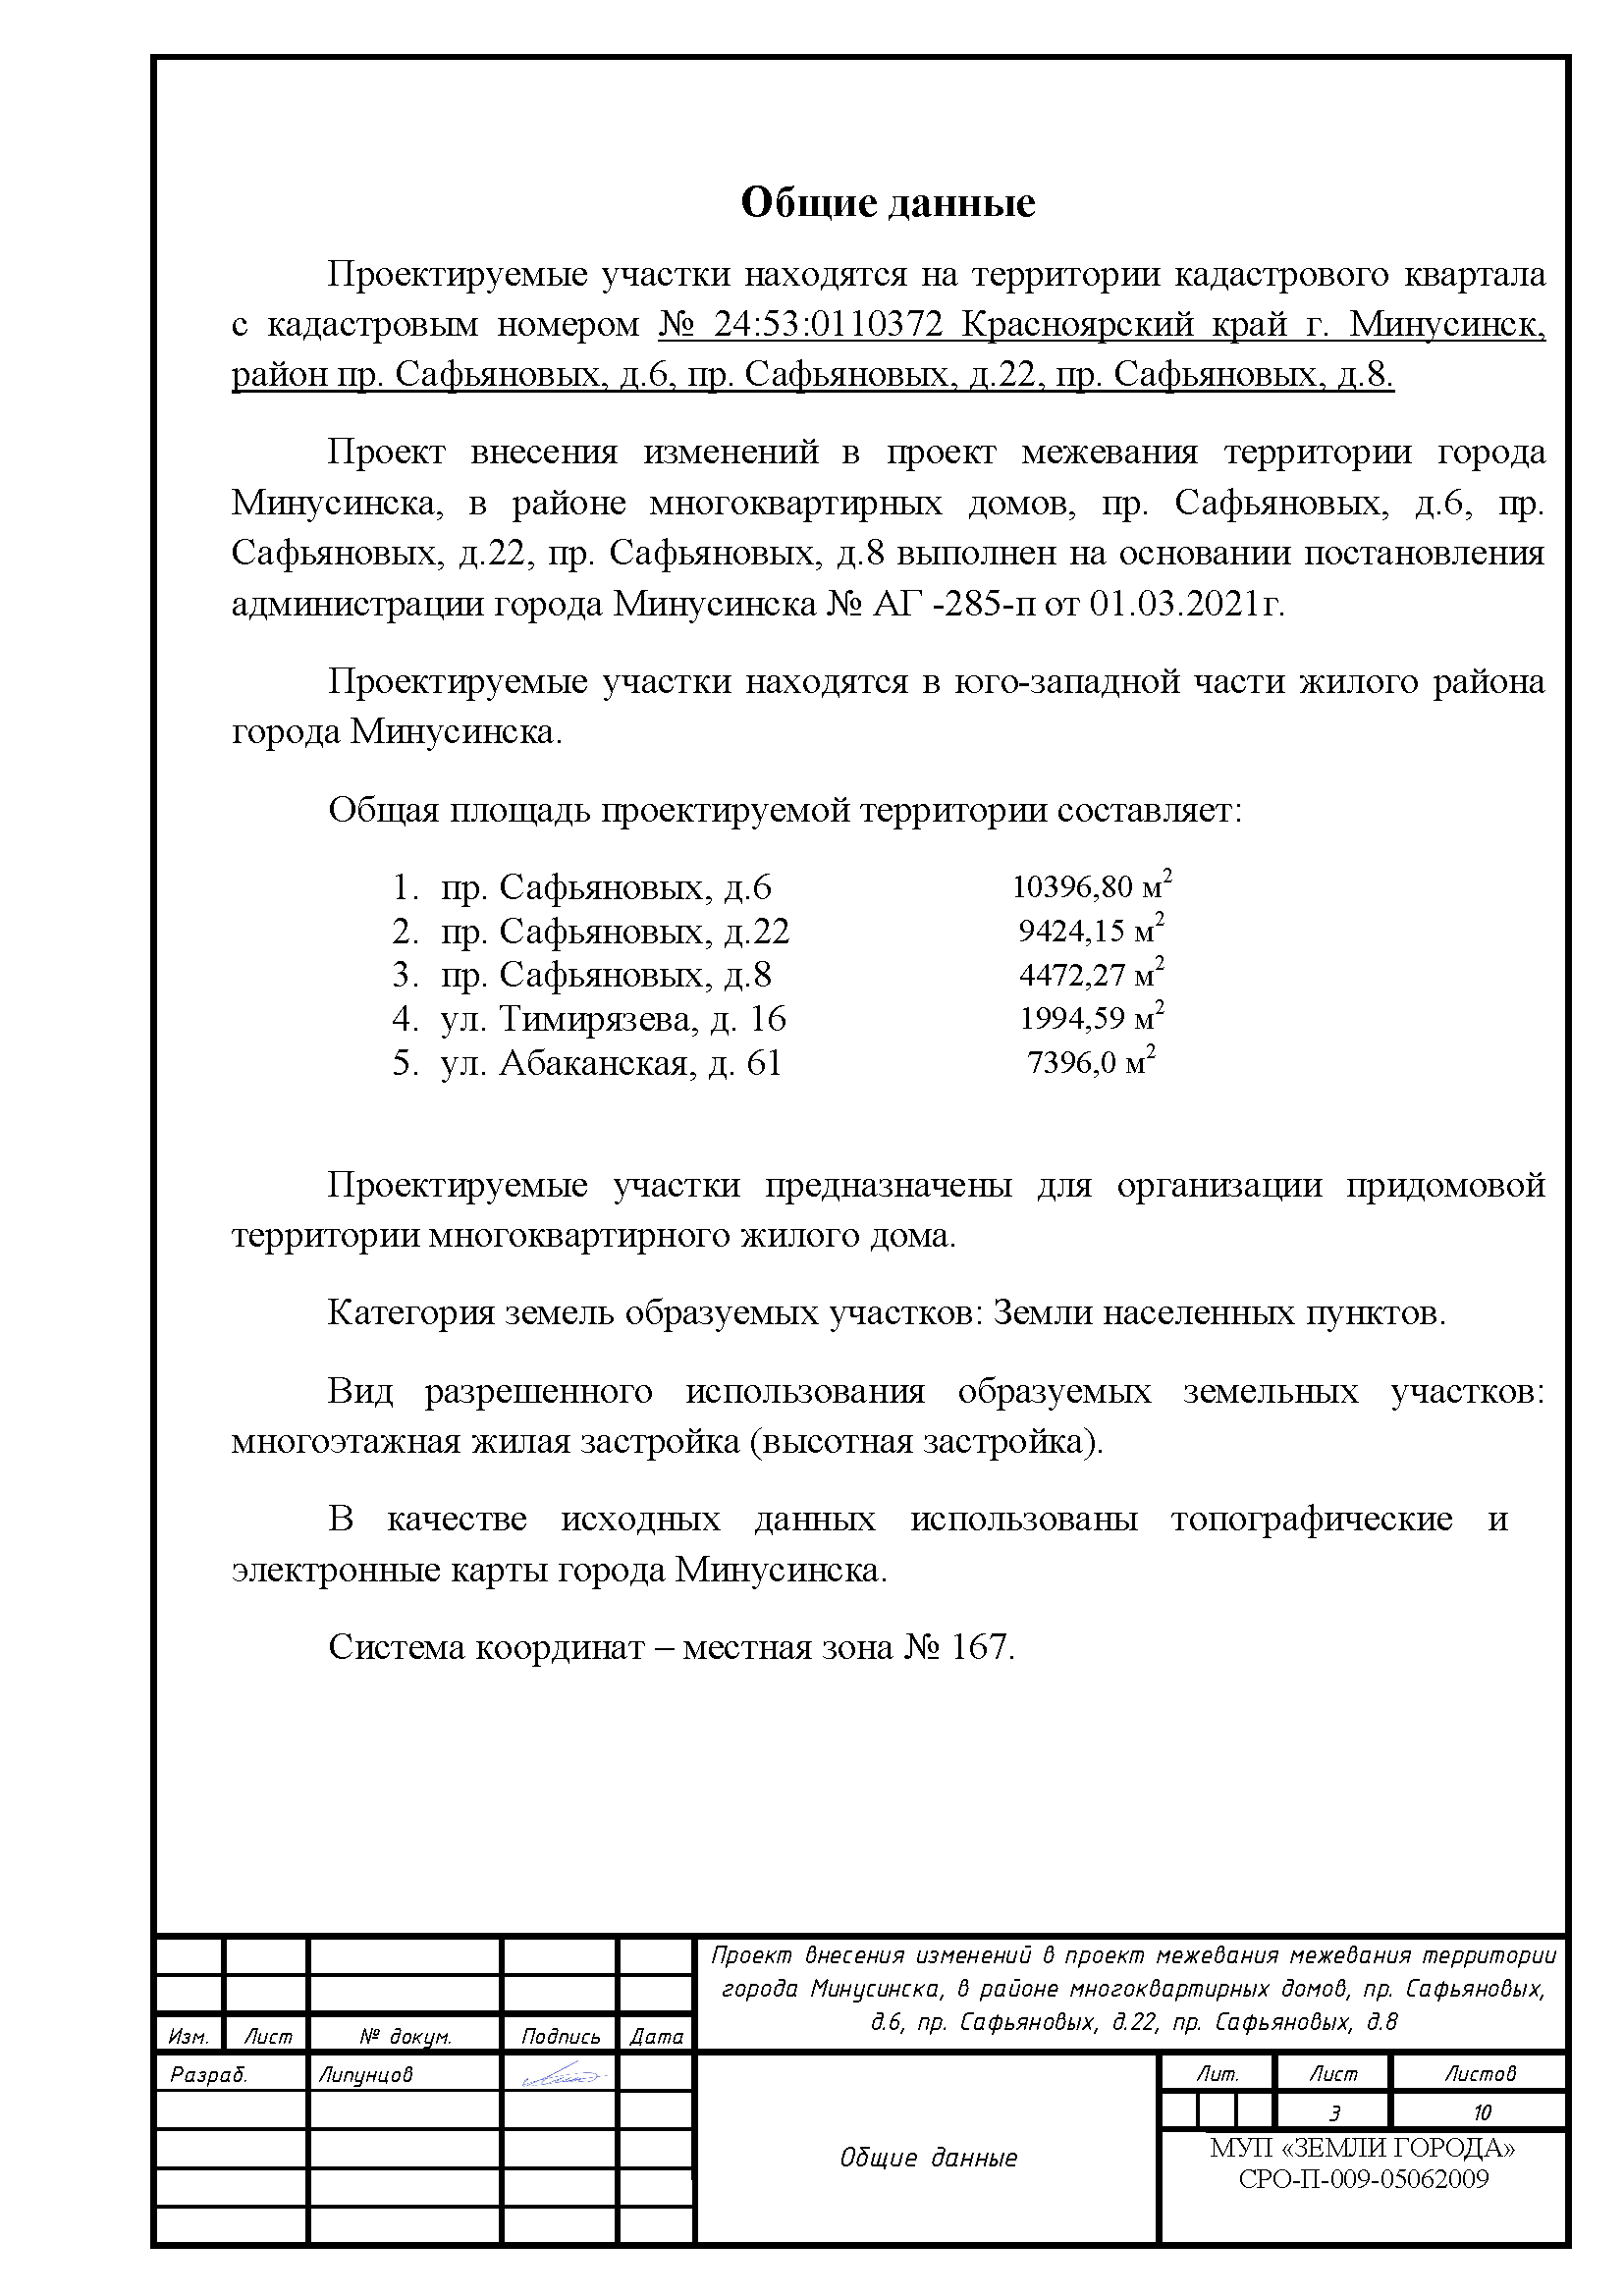 Общие данные
Проектируемые участки находятся на территории кадастрового квартала
с кадастровым номером № 24:53:0110372 Красноярский край г. Минусинск,
район пр. Сафьяновых, д.6, пр. Сафьяновых, д.22, пр. Сафьяновых, д.8.
Проект внесения изменений в проект межевания территории города
Минусинска, в районе многоквартирных домов, пр. Сафьяновых, д.6, пр.
Сафьяновых, д.22, пр. Сафьяновых, д.8 выполнен на основании постановления
администрации города Минусинска № АГ -285-п от 01.03.2021г.
Проектируемые участки находятся в юго-западной части жилого района
города Минусинска.
Общая площадь проектируемой территории составляет:
1. пр. Сафьяновых, д.6 10396,80 м²
2. пр. Сафьяновых, д.22 9424,15 м²
3. пр. Сафьяновых, д.8 4472,27 м²
4. ул. Тимирязева, д. 16 1994,59 м²
5. ул. Абаканская, д. 61 7396,0 м²
Проектируемые участки предназначены для организации придомовой
территории многоквартирного жилого дома.
Категория земель образуемых участков: Земли населенных пунктов.
Вид разрешенного использования образуемых земельных участков:
многоэтажная жилая застройка (высотная застройка).
В качестве исходных данных использованы топографические и
электронные карты города Минусинска.
Система координат – местная зона № 167.
Проект внесения изменений в проект межевания межевания территории
города Минусинска, в районе многоквартирных домов, пр. Сафьяновых,
д.6, пр. Сафьяновых, д.22, пр. Сафьяновых, д.8
Изм. Лист № докум. Подпись Дата
Разраб. Липунцов
Лит. Лист Листов
3 10
Общие данные
МУП «ЗЕМЛИ ГОРОДА»
СРО-П-009-05062009